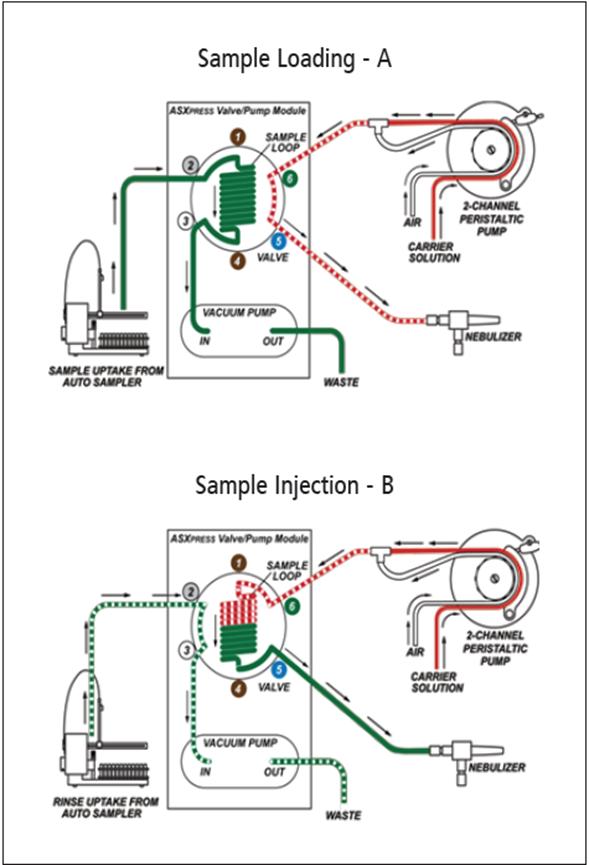 Sample Loading - A
ASXPRESS Valve/Pump Module
1
SAMPLE
LOOP
2
6
3
2-CHANNEL
PERISTALTIC
PUMP
AIR
CARRIER
SOLUTION
5
4
VALVE
VACUUM PUMP
IN
OUT
NEBULIZER
SAMPLE UPTAKE FROM
AUTO SAMPLER
WASTE
Sample Injection - B
ASXPRESS Valve/Pump Module
1
SAMPLE
LOOP
2
6
3
2-CHANNEL
PERISTALTIC
PUMP
AIR
CARRIER
SOLUTION
5
4
VALVE
VACUUM PUMP
IN
OUT
NEBULIZER
RINSE UPTAKE FROM
AUTO SAMPLER
WASTE